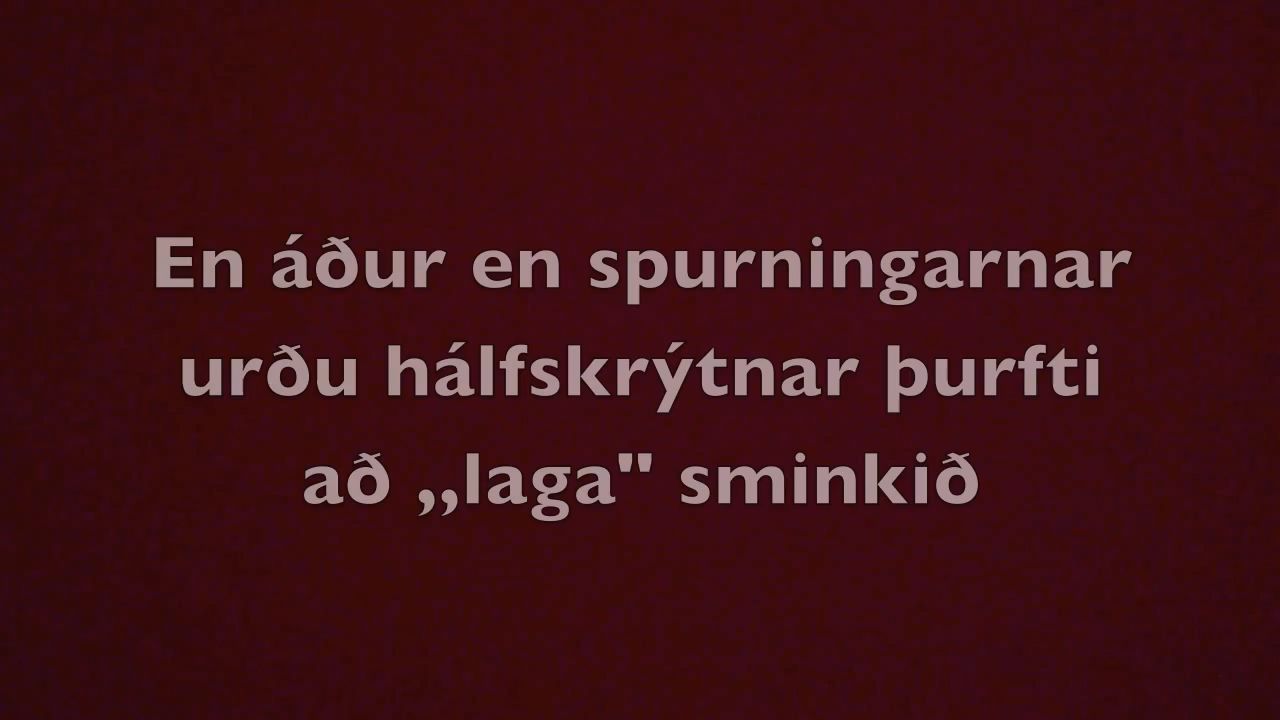 En áður en spurningarnar
urðu hálfskrýtnar þurfti
að ,,laga" sminkið